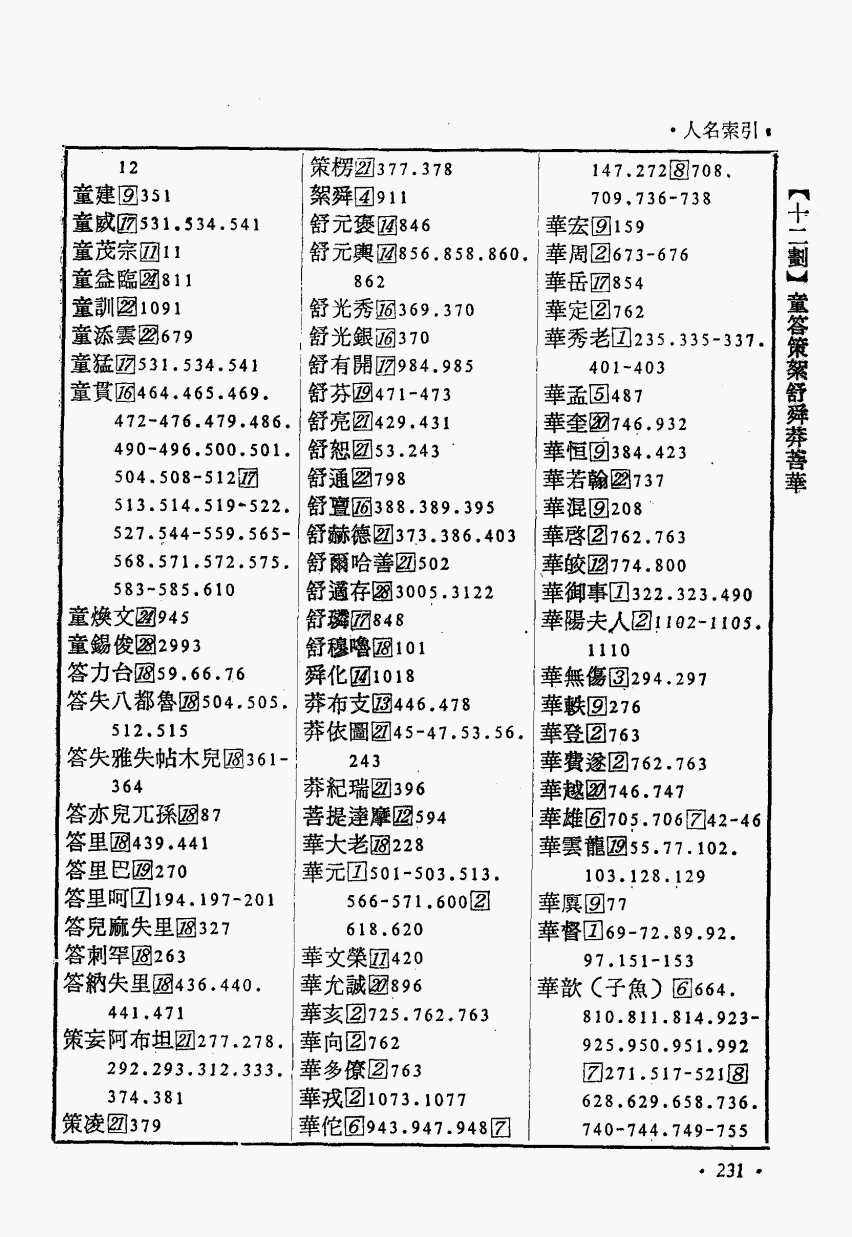 ·人名索引·
12
童建[9]351
童威[17]531.534.541
童茂宗[11]11
童益臨[24]811
童訓[22]1091
童添雲[22]679
童猛[17]531.534.541
童貫[16]464.465.469.
472-476.479.486.
490-496.500.501.
504.508-512[17]
513.514.519-522.
527.544-559.565-
568.571.572.575.
583-585.610
童煥文[24]945
童錫俊[28]2993
答力台[18]59.66.76
答失八都魯[18]504.505.
512.515
答失雅失帖木兒[18]361-
364
答亦兒兀孫[18]87
答里[18]439.441
答里巴[19]270
答里呵[1]194.197-201
答兒麻失里[18]327
答刺罕[18]263
答納失里[18]436.440.
441.471
策妄阿布坦[21]277.278.
292.293.312.333.
374.381
策凌[21]379
策楞[21]377.378
絮舜[4]911
舒元褒[14]846
舒元輿[14]856.858.860.
862
舒光秀[16]369.370
舒光銀[16]370
舒有開[17]984.985
舒芬[19]471-473
舒亮[21]429.431
舒恕[21]53.243
舒通[22]798
舒亶[16]388.389.395
舒赫德[21]373.386.403
舒爾哈善[21]502
舒邁存[28]3005.3122
舒璘[17]848
舒穆嚕[18]101
舜化[14]1018
莽布支[13]446.478
莽依圖[21]45-47.53.56.
243
莽紀瑞[21]396
菩提達摩[12]594
華大老[18]228
華元[1]501-503.513.
566-571.600[2]
618.620
華文榮[11]420
華允誠[20]896
華亥[2]725.762.763
華向[2]762
華多僚[2]763
華戎[2]1073.1077
華佗[6]943.947.948[7]
147.272[8]708.
709.736-738
華宏[9]159
華周[2]673-676
華岳[17]854
華定[2]762
華秀老[1]235.335-337.
401-403
華孟[5]487
華奎[20]746.932
華恒[9]384.423
華若翰[22]737
華混[9]208
華啓[2]762.763
華皎[12]774.800
華御事[1]322.323.490
華陽夫人[2]1102-1105.
1110
華無傷[3]294.297
華軼[9]276
華登[2]763
華費遂[2]762.763
華越[20]746.747
華雄[6]705.706[7]42-46
華雲龍[19]55.77.102.
103.128.129
華廙[9]77
華督[1]69-72.89.92.
97.151-153
華歆(子魚)[6]664.
810.811.814.923-
925.950.951.992
[7]271.517-521[8]
628.629.658.736.
740-744.749-755
【十二劃】童答策絮舒舜莽菩華
·231·